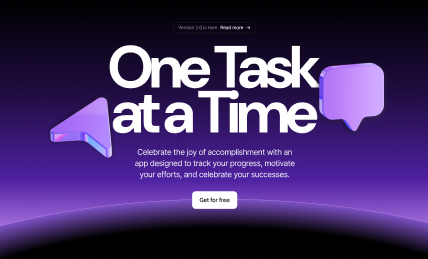 Version 2.0 is here Read more →
One Task
at a Time
Celebrate the joy of accomplishment with an
app designed to track your progress, motivate
your efforts, and celebrate your successes.
Get for free